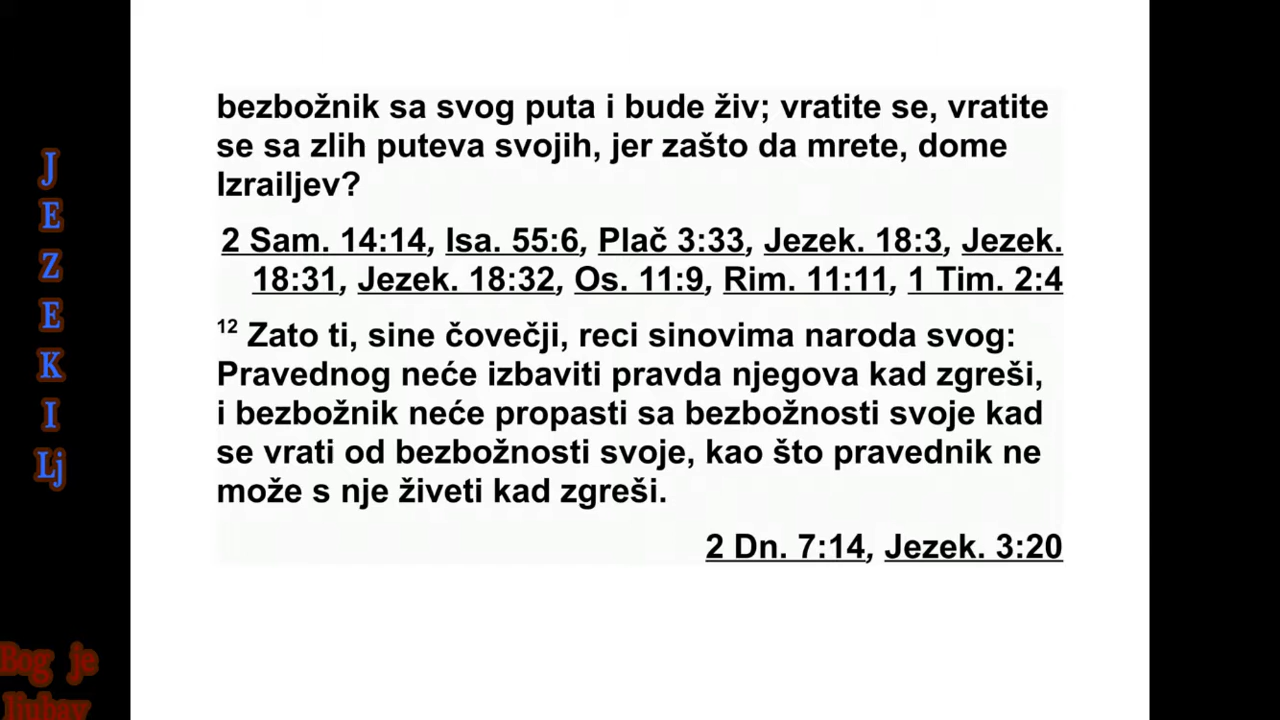 J
E
Z
E
K
I
Lj
Bog je
ljubav
bezbožnik sa svog puta i bude živ; vratite se, vratite
se sa zlih puteva svojih, jer zašto da mrete, dome
Izrailjev?
2 Sam. 14:14, Isa. 55:6, Plač 3:33, Jezek. 18:3, Jezek.
18:31, Jezek. 18:32, Os. 11:9, Rim. 11:11, 1 Tim. 2:4
12 Zato ti, sine čovečji, reci sinovima naroda svog:
Pravednog neće izbaviti pravda njegova kad zgreši,
i bezbožnik neće propasti sa bezbožnosti svoje kad
se vrati od bezbožnosti svoje, kao što pravednik ne
može s nje živeti kad zgreši.
2 Dn. 7:14, Jezek. 3:20